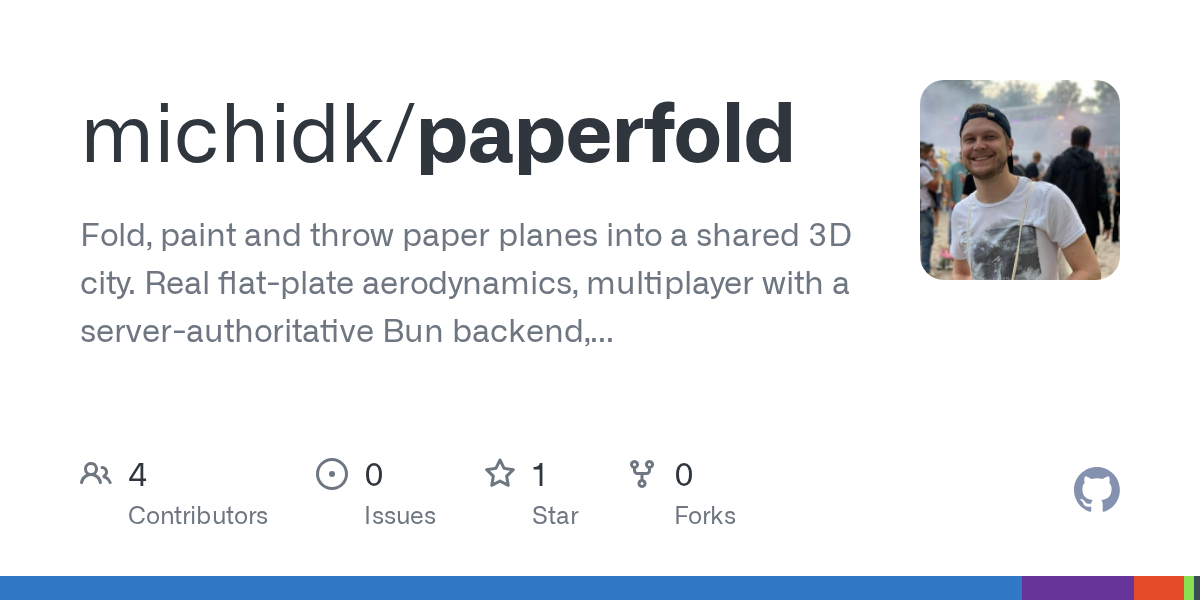 michidk/paperfold
Fold, paint and throw paper planes into a shared 3D
city. Real flat-plate aerodynamics, multiplayer with a
server-authoritative Bun backend,...
4
0
1
0
Contributors
Issues
Star
Forks